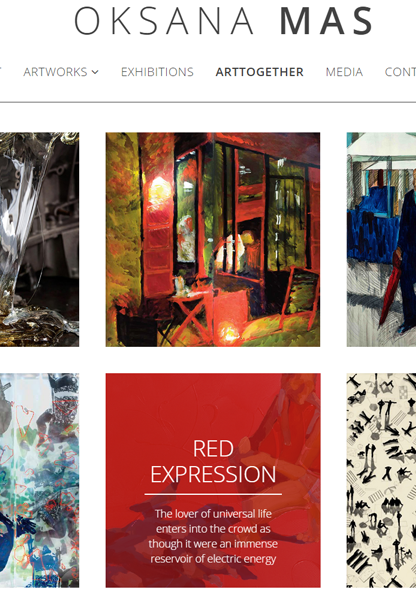 OKSANA MAS
ARTWORKS EXHIBITIONS ARTTOGETHER MEDIA CONT
RED
EXPRESSION
The lover of universal life
enters into the crowd as
though it were an immense
reservoir of electric energy